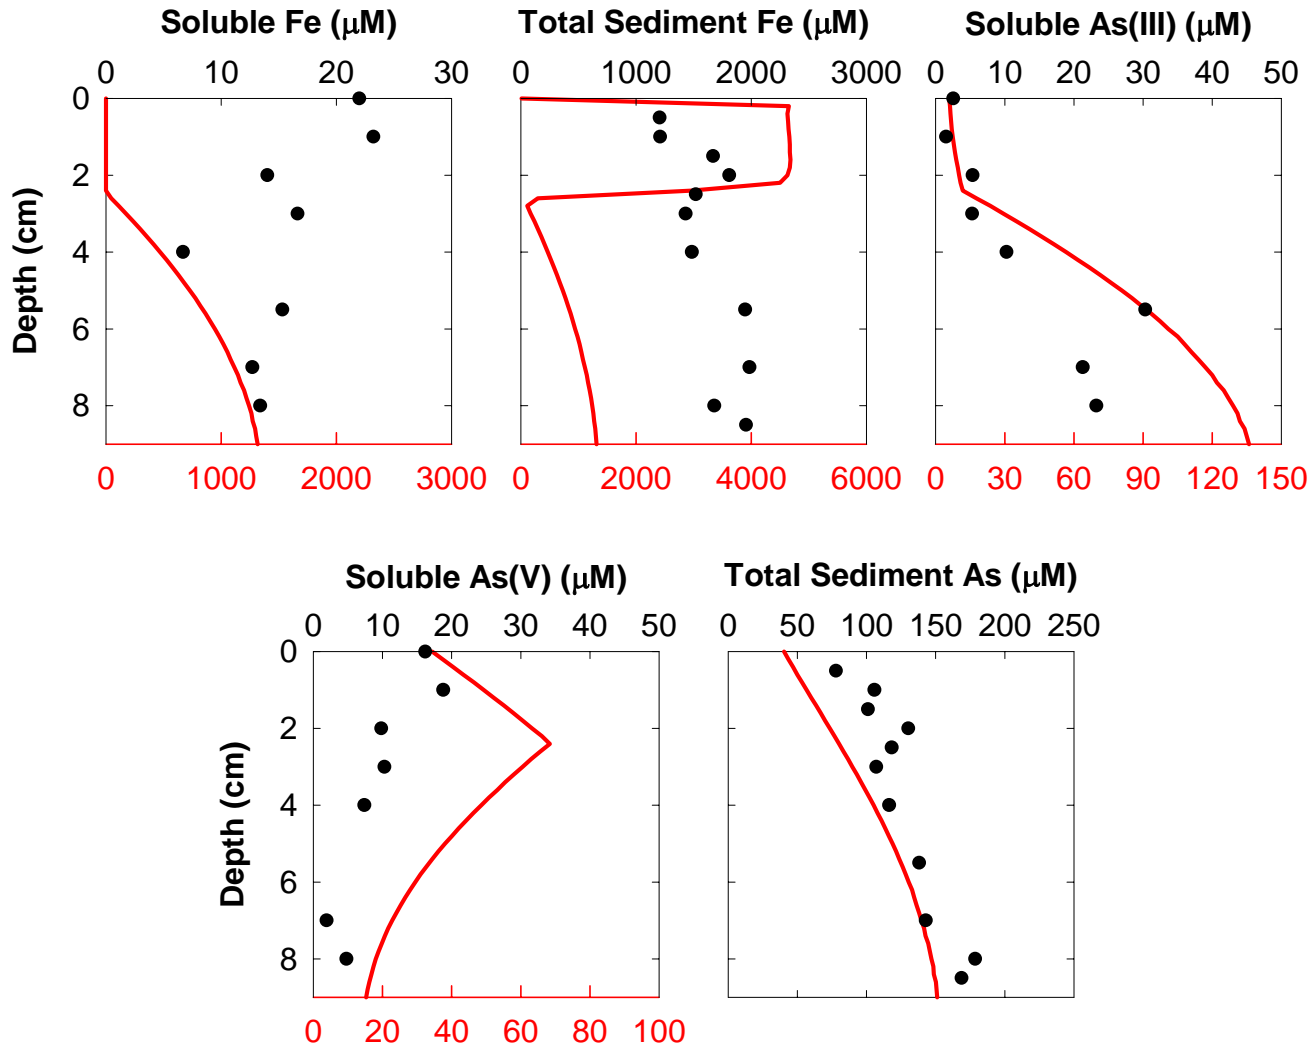 Soluble Fe (μM)
Total Sediment Fe (μM)
Soluble As(III) (μM)
0 10 20 30
0 1000 2000 3000
0 10 20 30 40 50
Depth (cm)
0
2
4
6
8
0 1000 2000 3000
0 2000 4000 6000
0 30 60 90 120 150
Soluble As(V) (μM)
Total Sediment As (μM)
0 10 20 30 40 50
0 50 100 150 200 250
Depth (cm)
0
2
4
6
8
0 20 40 60 80 100